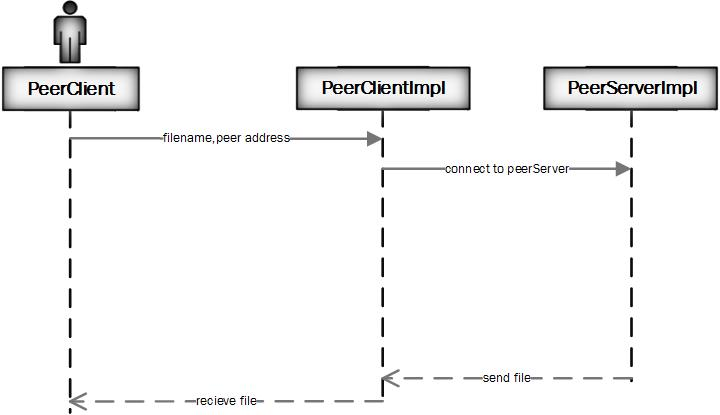 PeerClient
PeerClientImpl
PeerServerImpl
filename,peer address
connect to peerServer
send file
recieve file